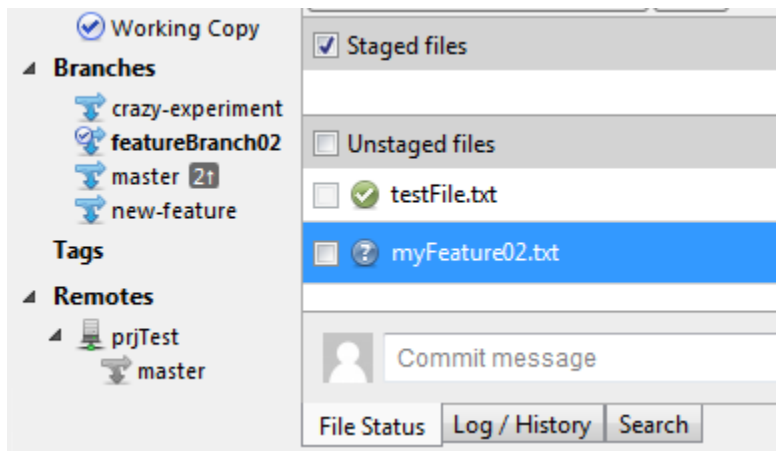 Working Copy
Branches
crazy-experiment
featureBranch02
master 2↑
new-feature
Tags
Remotes
prjTest
master
Staged files
Unstaged files
testFile.txt
myFeature02.txt
Commit message
File Status
Log / History
Search